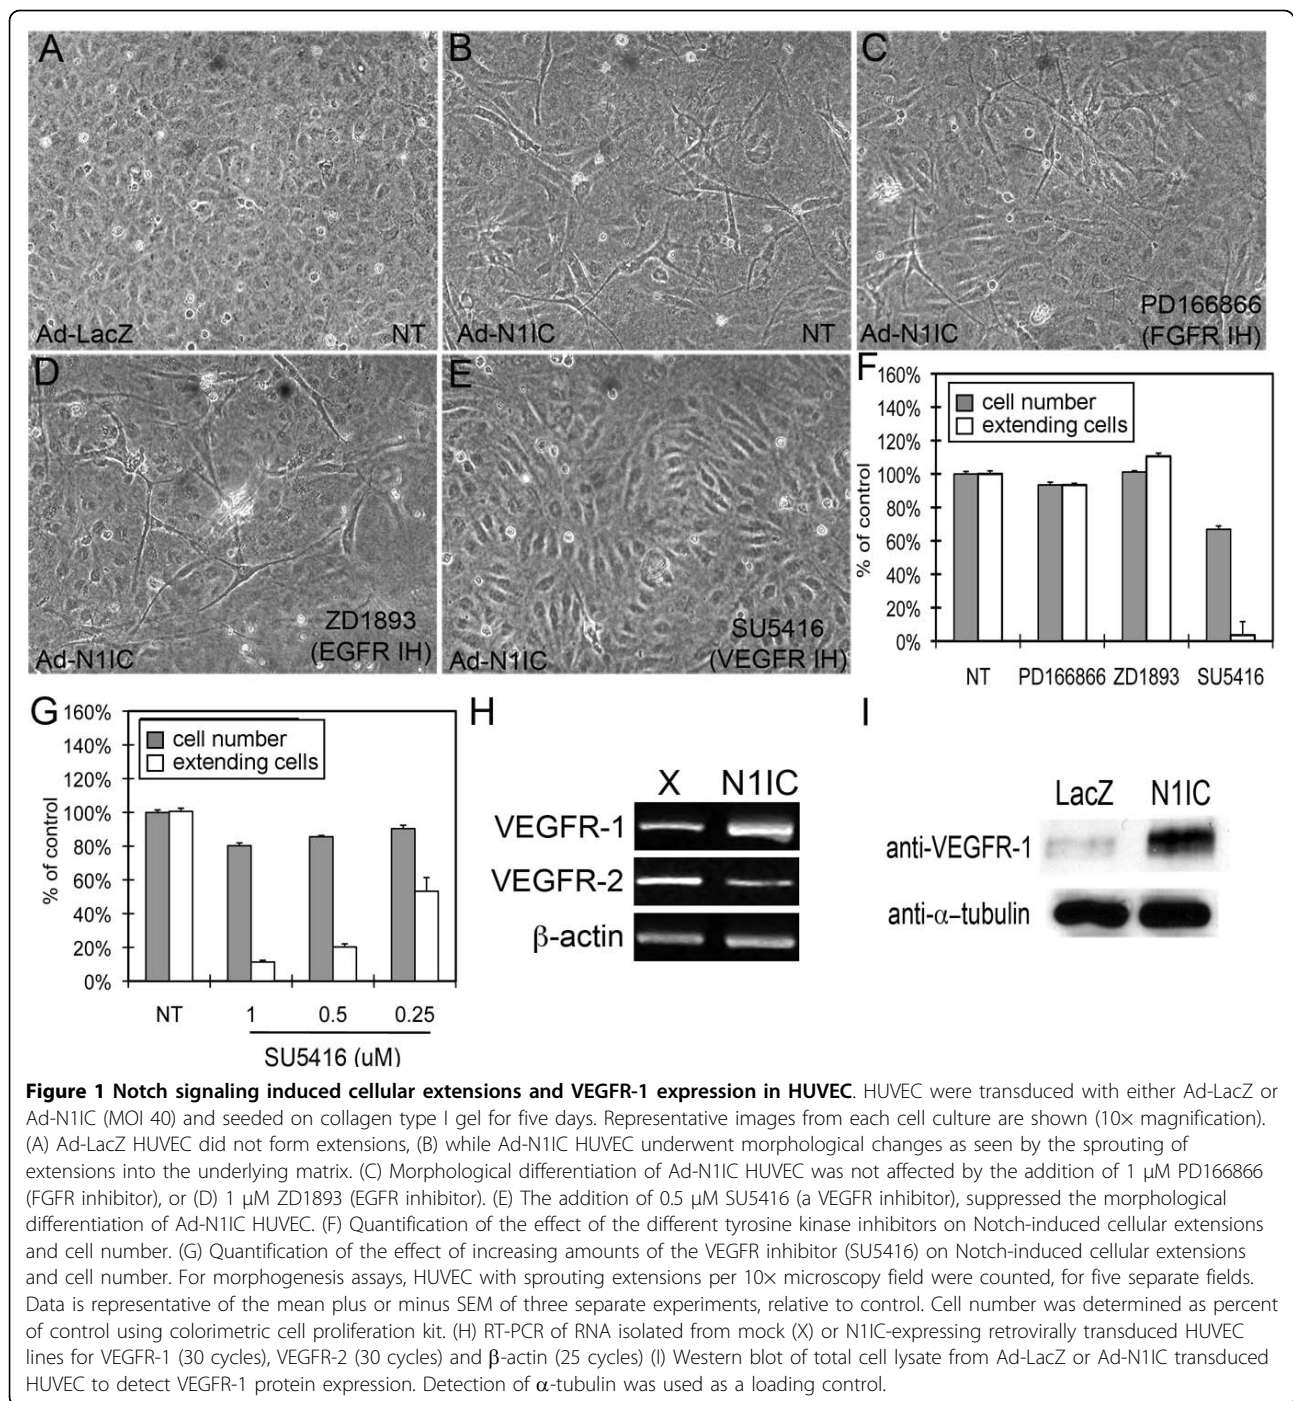 A
Ad-LacZ
NT
B
Ad-N1IC
NT
C
Ad-N1IC
PD166866
(FGFR IH)
D
Ad-N1IC
ZD1893
(EGFR IH)
E
Ad-N1IC
SU5416
(VEGFR IH)
F
160%
140%
120%
100%
80%
60%
40%
20%
0%
% of control
cell number
extending cells
NT PD166866 ZD1893 SU5416
G
160%
140%
120%
100%
80%
60%
40%
20%
0%
% of control
cell number
extending cells
NT 1 0.5 0.25
SU5416 (uM)
H
X N1IC
VEGFR-1
VEGFR-2
β-actin
I
LacZ N1IC
anti-VEGFR-1
anti-α–tubulin
Figure 1 Notch signaling induced cellular extensions and VEGFR-1 expression in HUVEC. HUVEC were transduced with either Ad-LacZ or
Ad-N1IC (MOI 40) and seeded on collagen type I gel for five days. Representative images from each cell culture are shown (10× magnification).
(A) Ad-LacZ HUVEC did not form extensions, (B) while Ad-N1IC HUVEC underwent morphological changes as seen by the sprouting of
extensions into the underlying matrix. (C) Morphological differentiation of Ad-N1IC HUVEC was not affected by the addition of 1 μM PD166866
(FGFR inhibitor), or (D) 1 μM ZD1893 (EGFR inhibitor). (E) The addition of 0.5 μM SU5416 (a VEGFR inhibitor), suppressed the morphological
differentiation of Ad-N1IC HUVEC. (F) Quantification of the effect of the different tyrosine kinase inhibitors on Notch-induced cellular extensions
and cell number. (G) Quantification of the effect of increasing amounts of the VEGFR inhibitor (SU5416) on Notch-induced cellular extensions
and cell number. For morphogenesis assays, HUVEC with sprouting extensions per 10× microscopy field were counted, for five separate fields.
Data is representative of the mean plus or minus SEM of three separate experiments, relative to control. Cell number was determined as percent
of control using colorimetric cell proliferation kit. (H) RT-PCR of RNA isolated from mock (X) or N1IC-expressing retrovirally transduced HUVEC
lines for VEGFR-1 (30 cycles), VEGFR-2 (30 cycles) and β-actin (25 cycles) (I) Western blot of total cell lysate from Ad-LacZ or Ad-N1IC transduced
HUVEC to detect VEGFR-1 protein expression. Detection of α-tubulin was used as a loading control.